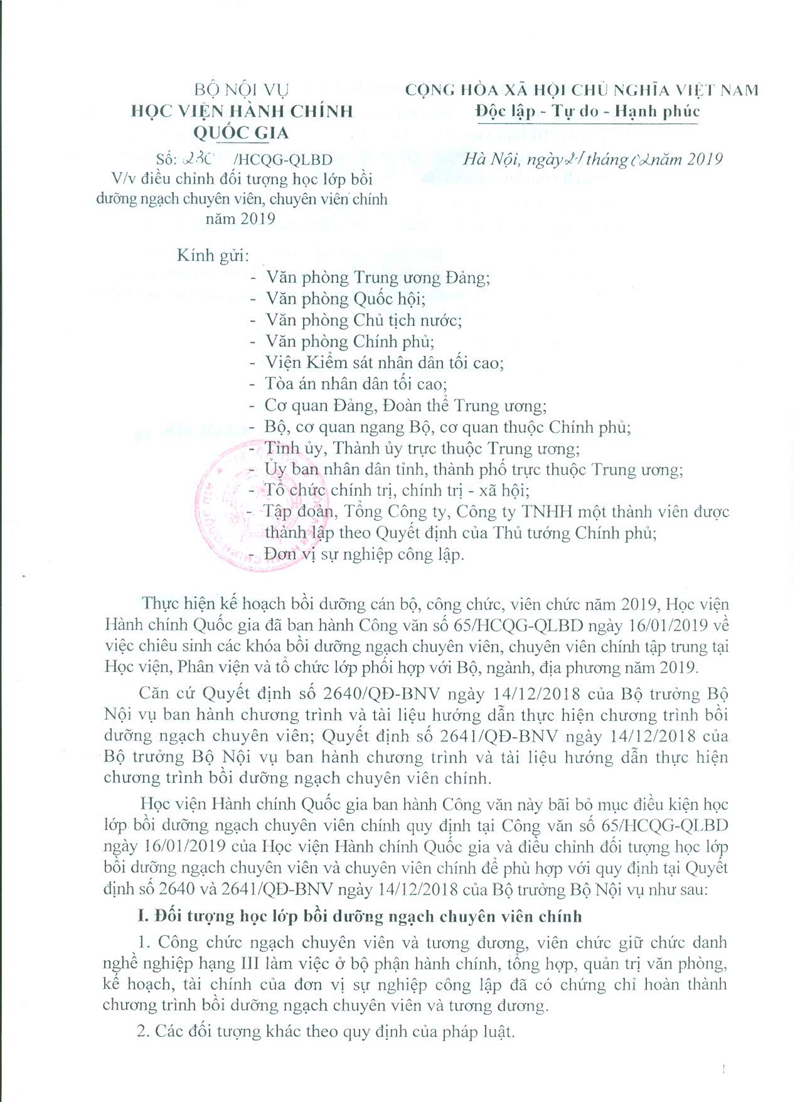 BỘ NỘI VỤ
HỌC VIỆN HÀNH CHÍNH
QUỐC GIA
Số: /HCQG-QLBD
V/v điều chỉnh đối tượng học lớp bồi
dưỡng ngạch chuyên viên, chuyên viên chính
năm 2019
CỘNG HÒA XÃ HỘI CHỦ NGHĨA VIỆT NAM
Độc lập - Tự do - Hạnh phúc
Hà Nội, ngày tháng 02 năm 2019
Kính gửi:
- Văn phòng Trung ương Đảng;
- Văn phòng Quốc hội;
- Văn phòng Chủ tịch nước;
- Văn phòng Chính phủ;
- Viện Kiểm sát nhân dân tối cao;
- Tòa án nhân dân tối cao;
- Cơ quan Đảng, Đoàn thể Trung ương;
- Bộ, cơ quan ngang Bộ, cơ quan thuộc Chính phủ;
- Tỉnh ủy, Thành ủy trực thuộc Trung ương;
- Ủy ban nhân dân tỉnh, thành phố trực thuộc Trung ương;
- Tổ chức chính trị, chính trị - xã hội;
- Tập đoàn, Tổng Công ty, Công ty TNHH một thành viên được
thành lập theo Quyết định của Thủ tướng Chính phủ;
- Đơn vị sự nghiệp công lập.
Thực hiện kế hoạch bồi dưỡng cán bộ, công chức, viên chức năm 2019, Học viện
Hành chính Quốc gia đã ban hành Công văn số 65/HCQG-QLBD ngày 16/01/2019 về
việc chiêu sinh các khóa bồi dưỡng ngạch chuyên viên, chuyên viên chính tập trung tại
Học viện, Phân viện và tổ chức lớp phối hợp với Bộ, ngành, địa phương năm 2019.
Căn cứ Quyết định số 2640/QĐ-BNV ngày 14/12/2018 của Bộ trưởng Bộ
Nội vụ ban hành chương trình và tài liệu hướng dẫn thực hiện chương trình bồi
dưỡng ngạch chuyên viên; Quyết định số 2641/QĐ-BNV ngày 14/12/2018 của
Bộ trưởng Bộ Nội vụ ban hành chương trình và tài liệu hướng dẫn thực hiện
chương trình bồi dưỡng ngạch chuyên viên chính.
Học viện Hành chính Quốc gia ban hành Công văn này bãi bỏ mục điều kiện học
lớp bồi dưỡng ngạch chuyên viên chính quy định tại Công văn số 65/HCQG-QLBD
ngày 16/01/2019 của Học viện Hành chính Quốc gia và điều chỉnh đối tượng học lớp
bồi dưỡng ngạch chuyên viên và chuyên viên chính để phù hợp với quy định tại Quyết
định số 2640 và 2641/QĐ-BNV ngày 14/12/2018 của Bộ trưởng Bộ Nội vụ như sau:
I. Đối tượng học lớp bồi dưỡng ngạch chuyên viên chính
1. Công chức ngạch chuyên viên và tương đương, viên chức giữ chức danh
nghề nghiệp hạng III làm việc ở bộ phận hành chính, tổng hợp, quản trị văn phòng,
kế hoạch, tài chính của đơn vị sự nghiệp công lập đã có chứng chỉ hoàn thành
chương trình bồi dưỡng ngạch chuyên viên và tương đương.
2. Các đối tượng khác theo quy định của pháp luật.
1